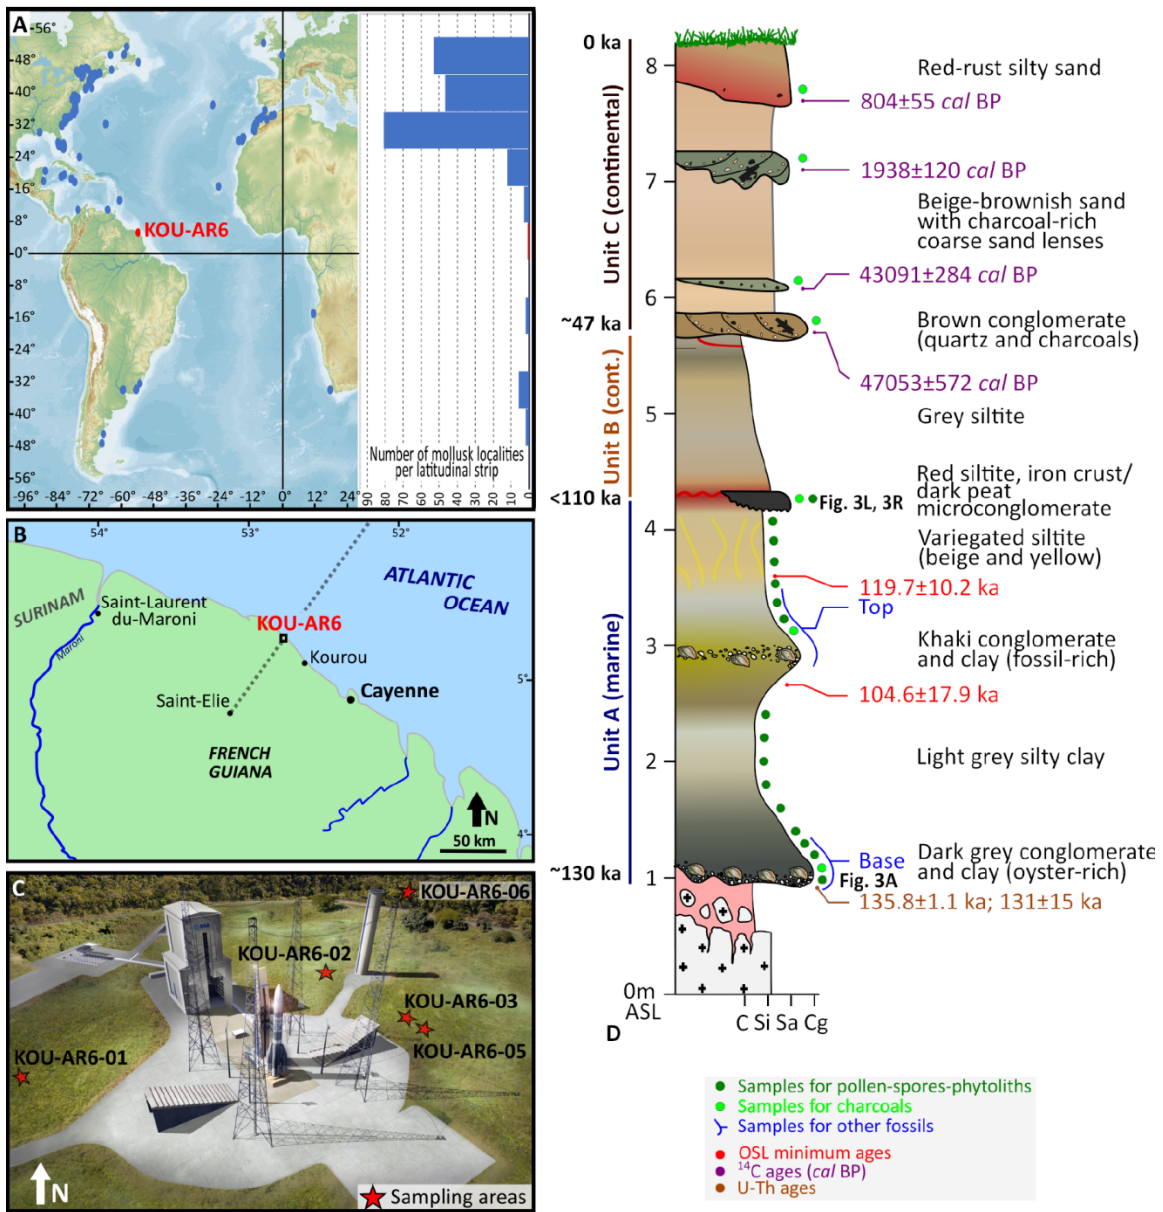 A
56°
48°
40°
32°
24°
16°
8°
0°
8°
16°
24°
32°
40°
48°
56°
KOU-AR6
-96° -84° -72° -60° -48° -36° -24° -12° 0° 12° 24°
Number of mollusk localities
per latitudinal strip
90
80
70
60
50
40
30
20
10
0
B
54° 53° 52°
ATLANTIC
OCEAN
SURINAM
Saint-Laurent
du-Maroni
Maroni
KOU-AR6
Kourou
5°
Saint-Elie
Cayenne
FRENCH
GUIANA
N
50 km
4°
C
KOU-AR6-06
KOU-AR6-02
KOU-AR6-03
KOU-AR6-05
KOU-AR6-01
N
Sampling areas
0 ka
~47 ka
<110 ka
~130 ka
Unit C (continental)
Unit B (cont.)
Unit A (marine)
8
7
6
5
4
3
2
1
0m
ASL
C Si Sa Cg
D
Red-rust silty sand
804±55 cal BP
1938±120 cal BP
Beige-brownish sand
with charcoal-rich
coarse sand lenses
43091±284 cal BP
Brown conglomerate
(quartz and charcoals)
47053±572 cal BP
Grey siltite
Red siltite, iron crust/
dark peat
microconglomerate
Fig. 3L, 3R
Variegated siltite
(beige and yellow)
119.7±10.2 ka
Top
Khaki conglomerate
and clay (fossil-rich)
104.6±17.9 ka
Light grey silty clay
Base
Dark grey conglomerate
and clay (oyster-rich)
Fig. 3A
135.8±1.1 ka; 131±15 ka
Samples for pollen-spores-phytoliths
Samples for charcoals
Samples for other fossils
OSL minimum ages
14C ages (cal BP)
U-Th ages